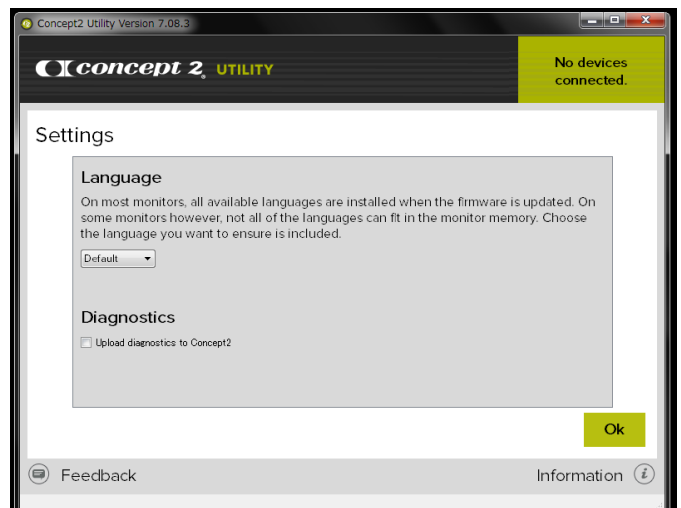 Concept2 Utility Version 7.08.3
concept 2 UTILITY
No devices
connected.
Settings
Language
On most monitors, all available languages are installed when the firmware is updated. On
some monitors however, not all of the languages can fit in the monitor memory. Choose
the language you want to ensure is included.
Default
Diagnostics
Upload diagnostics to Concept2
Ok
Feedback
Information i